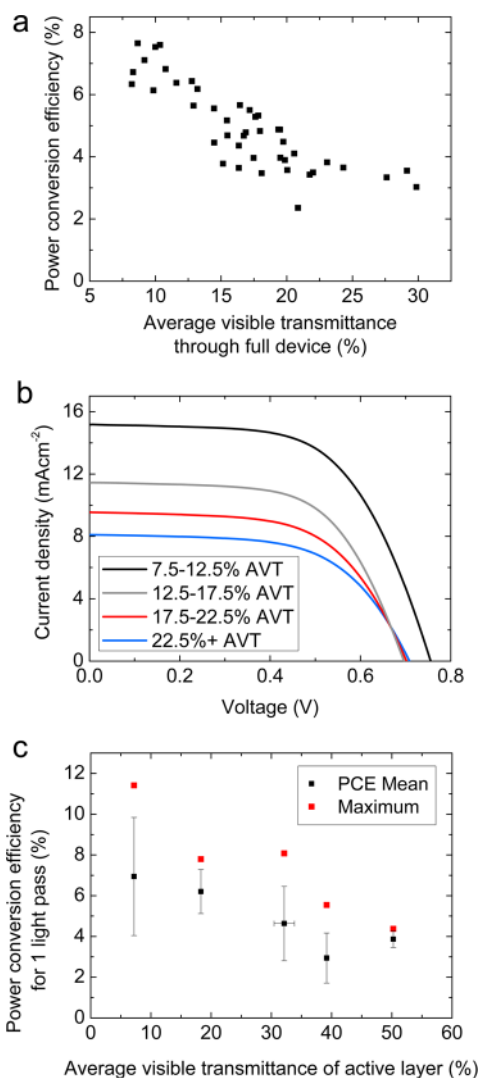 a
Power conversion efficiency (%)
8
6
4
2
0
5 10 15 20 25 30
Average visible transmittance
through full device (%)
b
Current density (mAcm⁻²)
16
12
8
4
0
7.5-12.5% AVT
12.5-17.5% AVT
17.5-22.5% AVT
22.5%+ AVT
0.0 0.2 0.4 0.6 0.8
Voltage (V)
c
Power conversion efficiency
for 1 light pass (%)
12
10
8
6
4
2
0
PCE Mean
Maximum
0 10 20 30 40 50 60
Average visible transmittance of active layer (%)